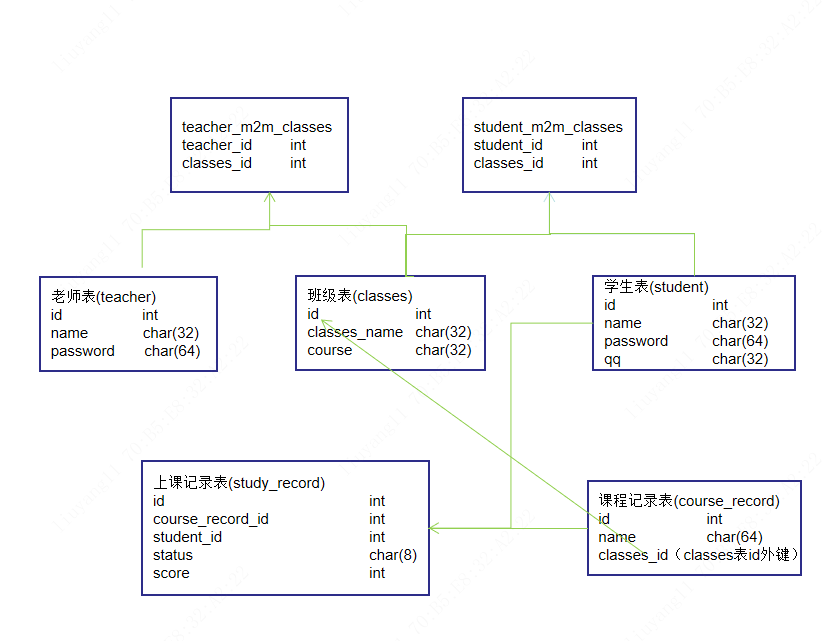 teacher_m2m_classes
teacher_id int
classes_id int
student_m2m_classes
student_id int
classes_id int
老师表(teacher)
id int
name char(32)
password char(64)
班级表(classes)
id int
classes_name char(32)
course char(32)
学生表(student)
id int
name char(32)
password char(64)
qq char(32)
上课记录表(study_record)
id int
course_record_id int
student_id int
status char(8)
score int
课程记录表(course_record)
id int
name char(64)
classes_id（classes表id外键）